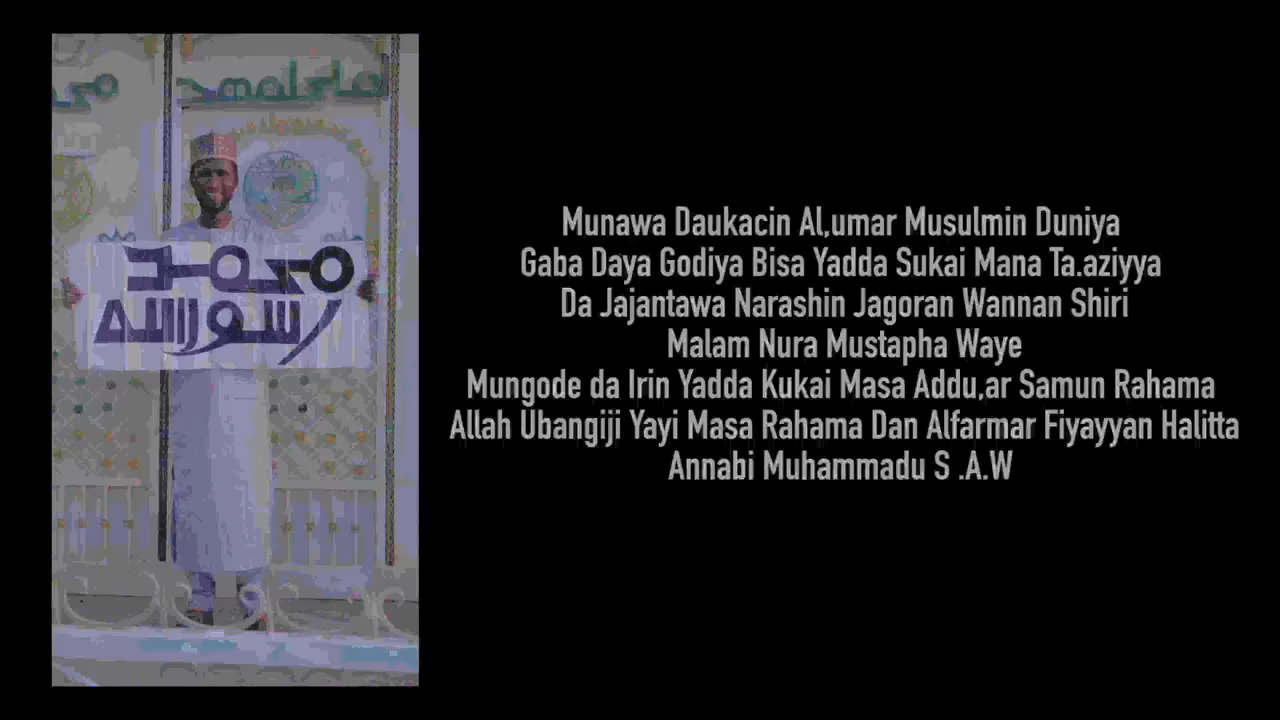 محمد
رسول الله
Munawa Daukacin Al,umar Musulmin Duniya
Gaba Daya Godiya Bisa Yadda Sukai Mana Ta.aziyya
Da Jajantawa Narashin Jagoran Wannan Shiri
Malam Nura Mustapha Waye
Mungode da Irin Yadda Kukai Masa Addu,ar Samun Rahama
Allah Ubangiji Yayi Masa Rahama Dan Alfarmar Fiyayyan Halitta
Annabi Muhammadu S .A.W